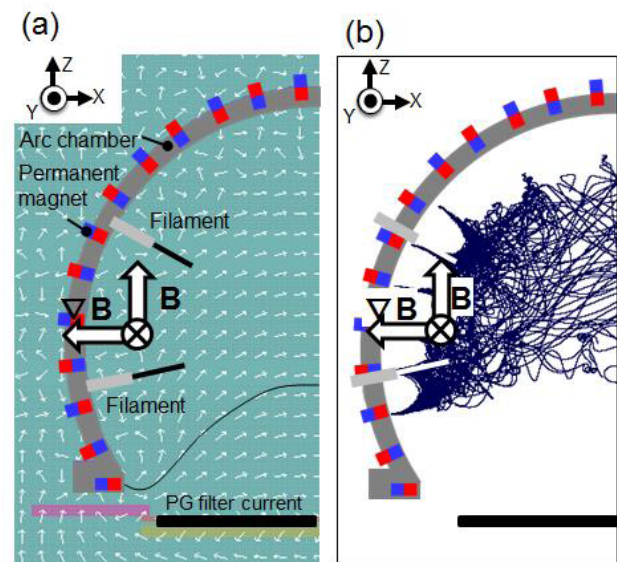 (a)
Z
Y
X
Arc chamber
Permanent
magnet
Filament
B
B
Filament
PG filter current
(b)
Z
Y
X
B
B